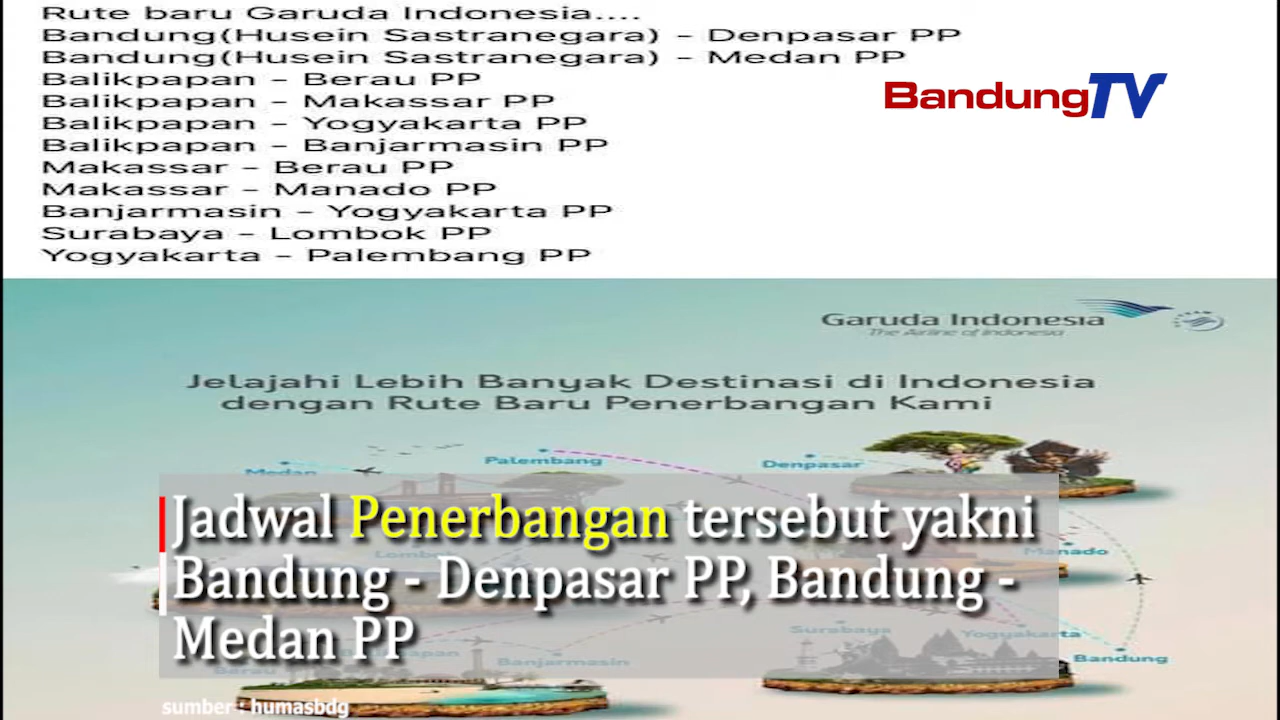 Rute baru Garuda Indonesia....
Bandung(Husein Sastranegara) - Denpasar PP
Bandung(Husein Sastranegara) - Medan PP
Balikpapan - Berau PP
BandungTV
Balikpapan - Makassar PP
Balikpapan - Yogyakarta PP
Balikpapan - Banjarmasin PP
Makassar - Berau PP
Makassar - Manado PP
Banjarmasin - Yogyakarta PP
Surabaya - Lombok PP
Yogyakarta - Palembang PP
Garuda Indonesia
The Airline of Indonesia
Jelajahi Lebih Banyak Destinasi di Indonesia
dengan Rute Baru Penerbangan Kami
Medan
Palembang
Denpasar
Jadwal Penerbangan tersebut yakni
Bandung - Denpasar PP, Bandung -
Medan PP
Lombok
Manado
Surabaya
Yogyakarta
Bandung
Banjarmasin
Berau
sumber : humasbdg